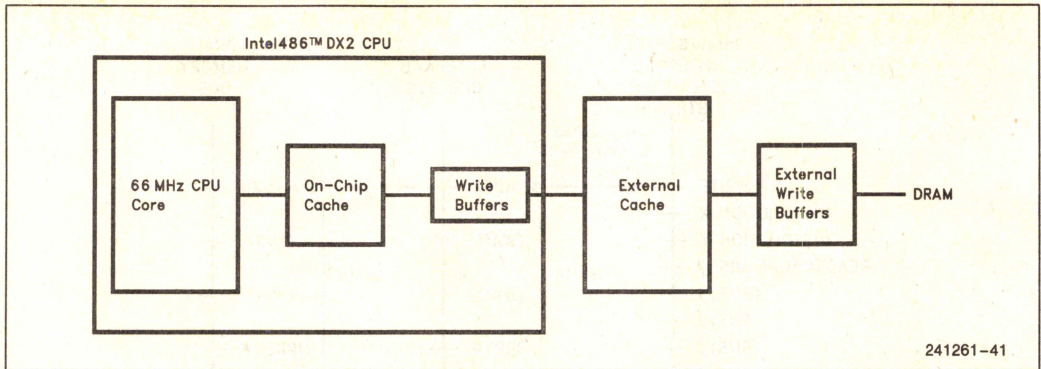 Intel486™ DX2 CPU
66 MHz CPU
Core
On-Chip
Cache
Write
Buffers
External
Cache
External
Write
Buffers
DRAM
241261-41